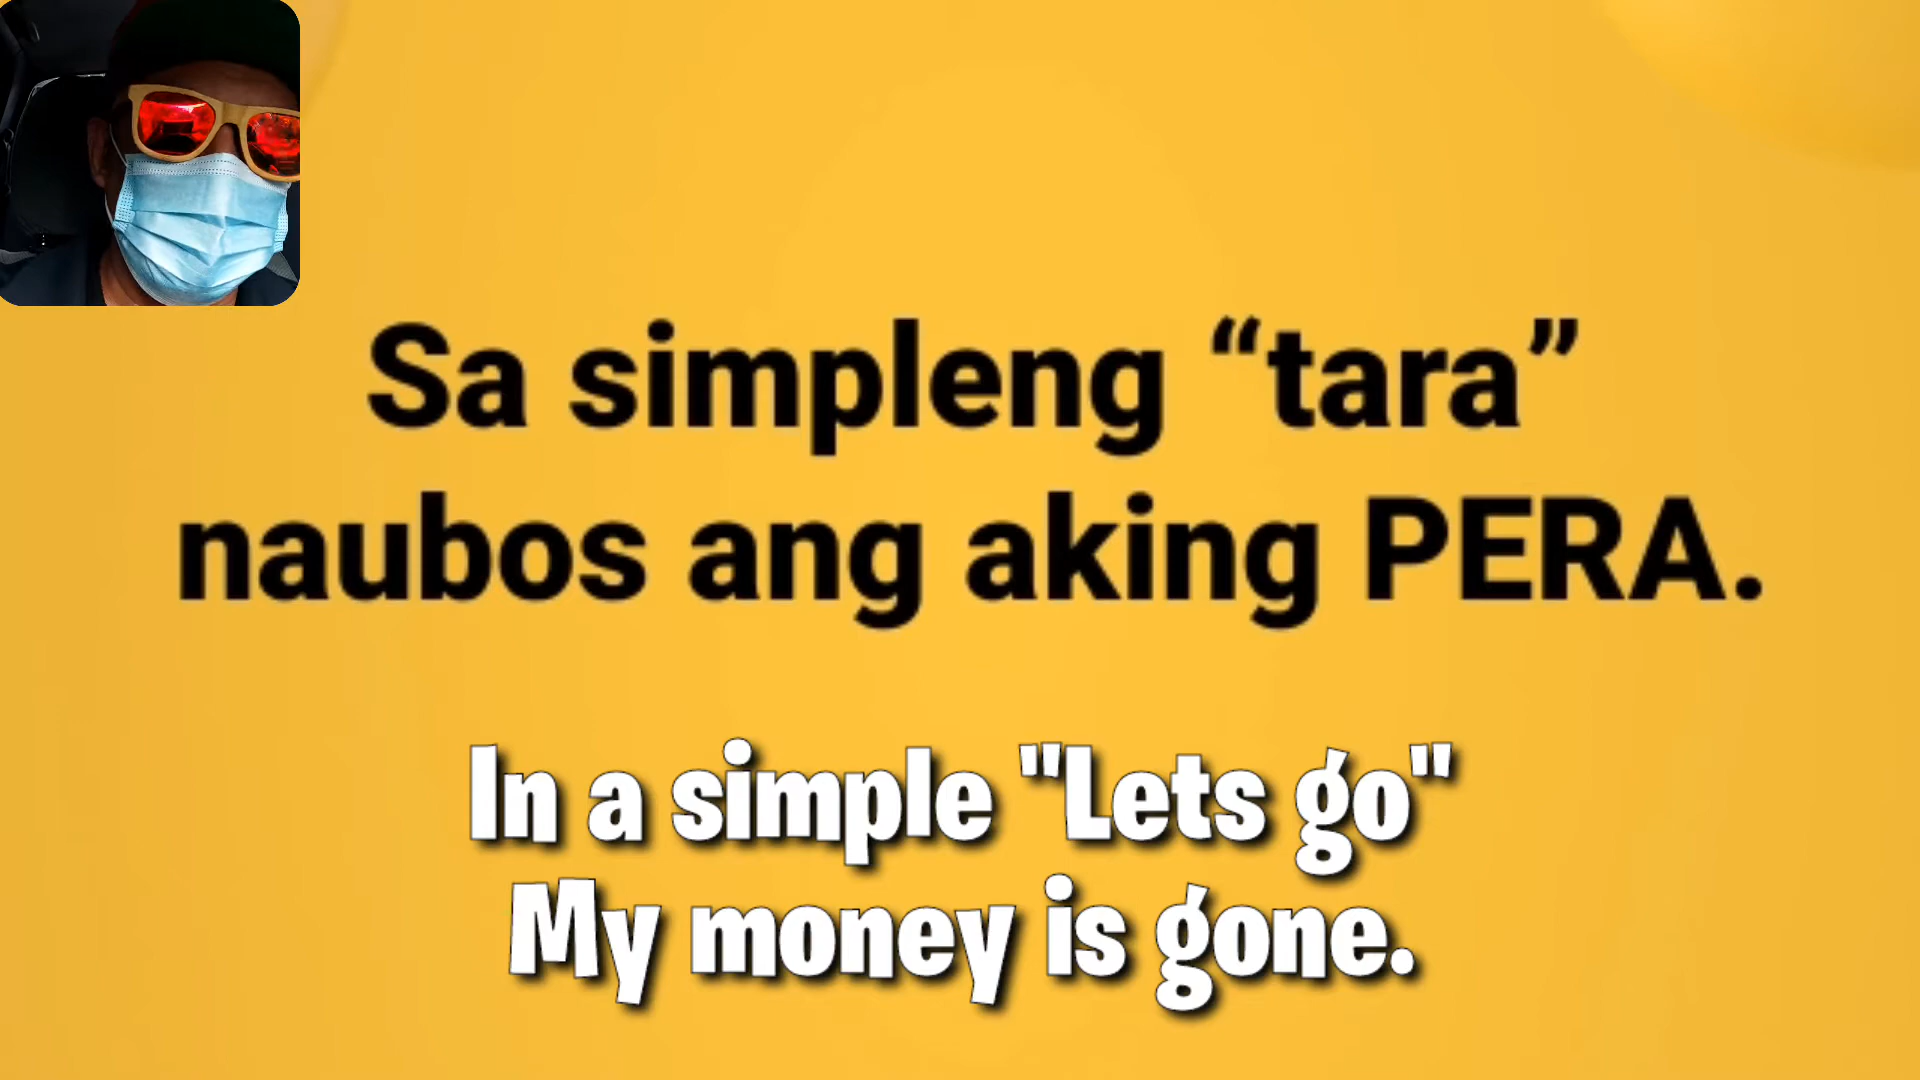 Sa simpleng “tara”
naubos ang aking PERA.
In a simple "Lets go"
My money is gone.